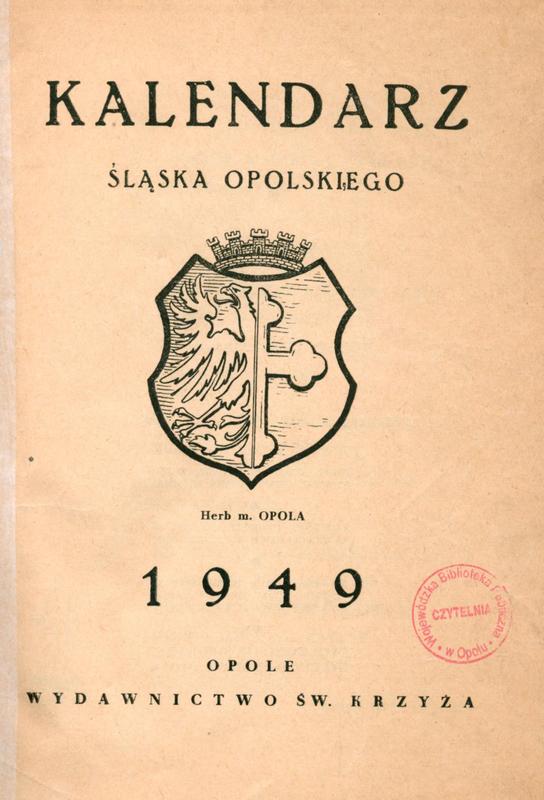 KALENDARZ
ŚLĄSKA OPOLSKIEGO
Herb m. OPOLA
1949
Wojewódzka Biblioteka Publiczna
CZYTELNIA
• w Opolu •
OPOLE
WYDAWNICTWO ŚW. KRZYŻA